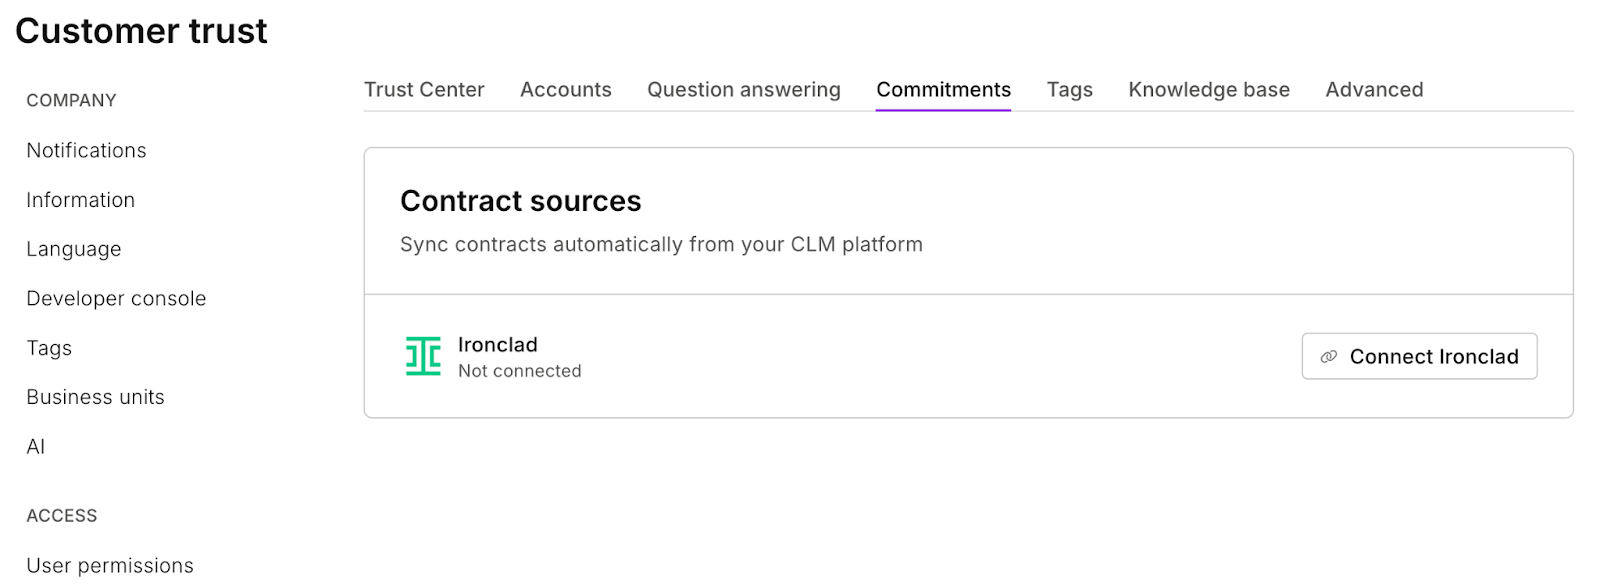 Customer trust
COMPANY
Notifications
Information
Language
Developer console
Tags
Business units
AI
ACCESS
User permissions
Trust Center Accounts Question answering Commitments Tags Knowledge base Advanced
Contract sources
Sync contracts automatically from your CLM platform
Ironclad
Not connected
Connect Ironclad